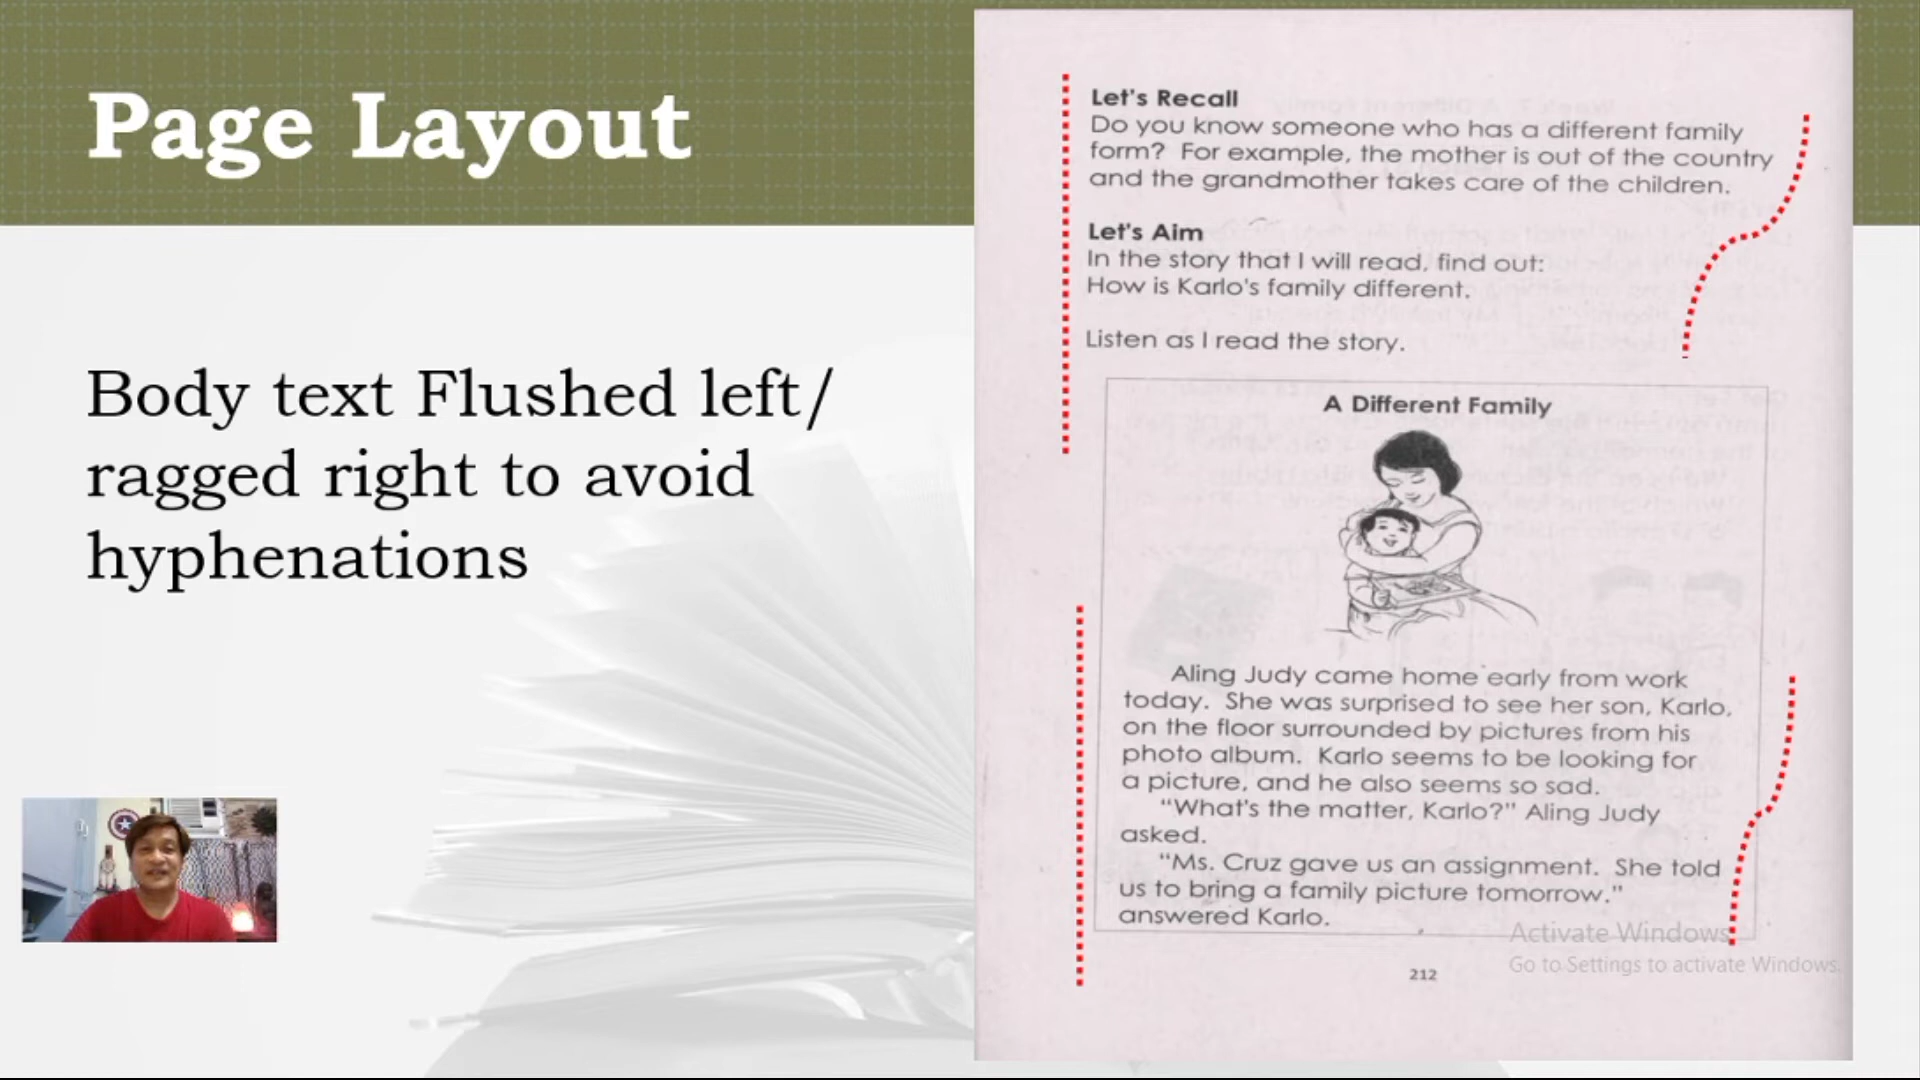 Page Layout
Body text Flushed left/
ragged right to avoid
hyphenations
Let's Recall
Do you know someone who has a different family
form? For example, the mother is out of the country
and the grandmother takes care of the children.
Let's Aim
In the story that I will read, find out:
How is Karlo's family different.
Listen as I read the story.
A Different Family
Aling Judy came home early from work
today. She was surprised to see her son, Karlo,
on the floor surrounded by pictures from his
photo album. Karlo seems to be looking for
a picture, and he also seems so sad.
"What's the matter, Karlo?" Aling Judy
asked.
"Ms. Cruz gave us an assignment. She told
us to bring a family picture tomorrow."
answered Karlo.
212
Activate Windows
Go to Settings to activate Windows.